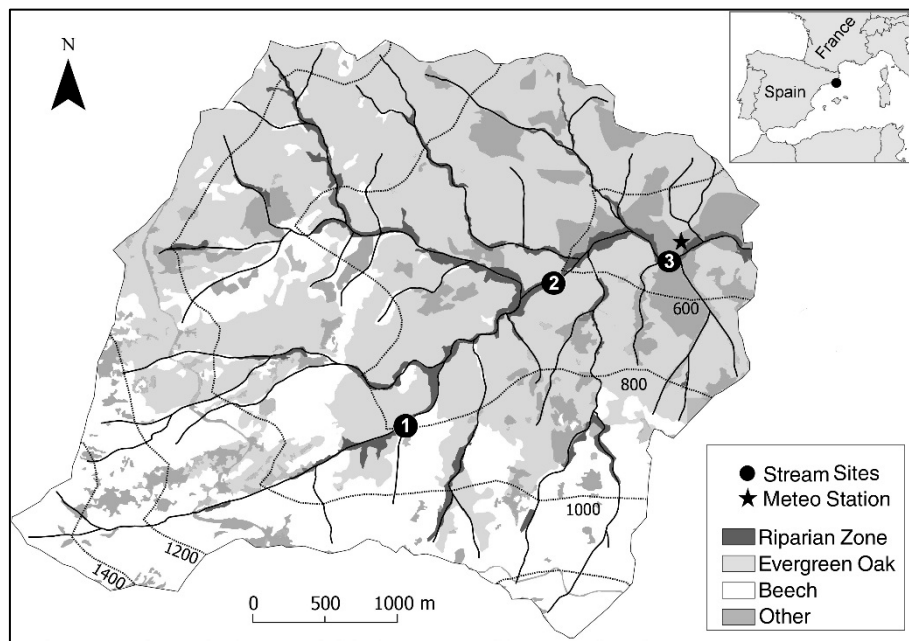 N
France
Spain
2
3
600
800
1
1000
1200
1400
0 500 1000 m
Stream Sites
Meteo Station
Riparian Zone
Evergreen Oak
Beech
Other